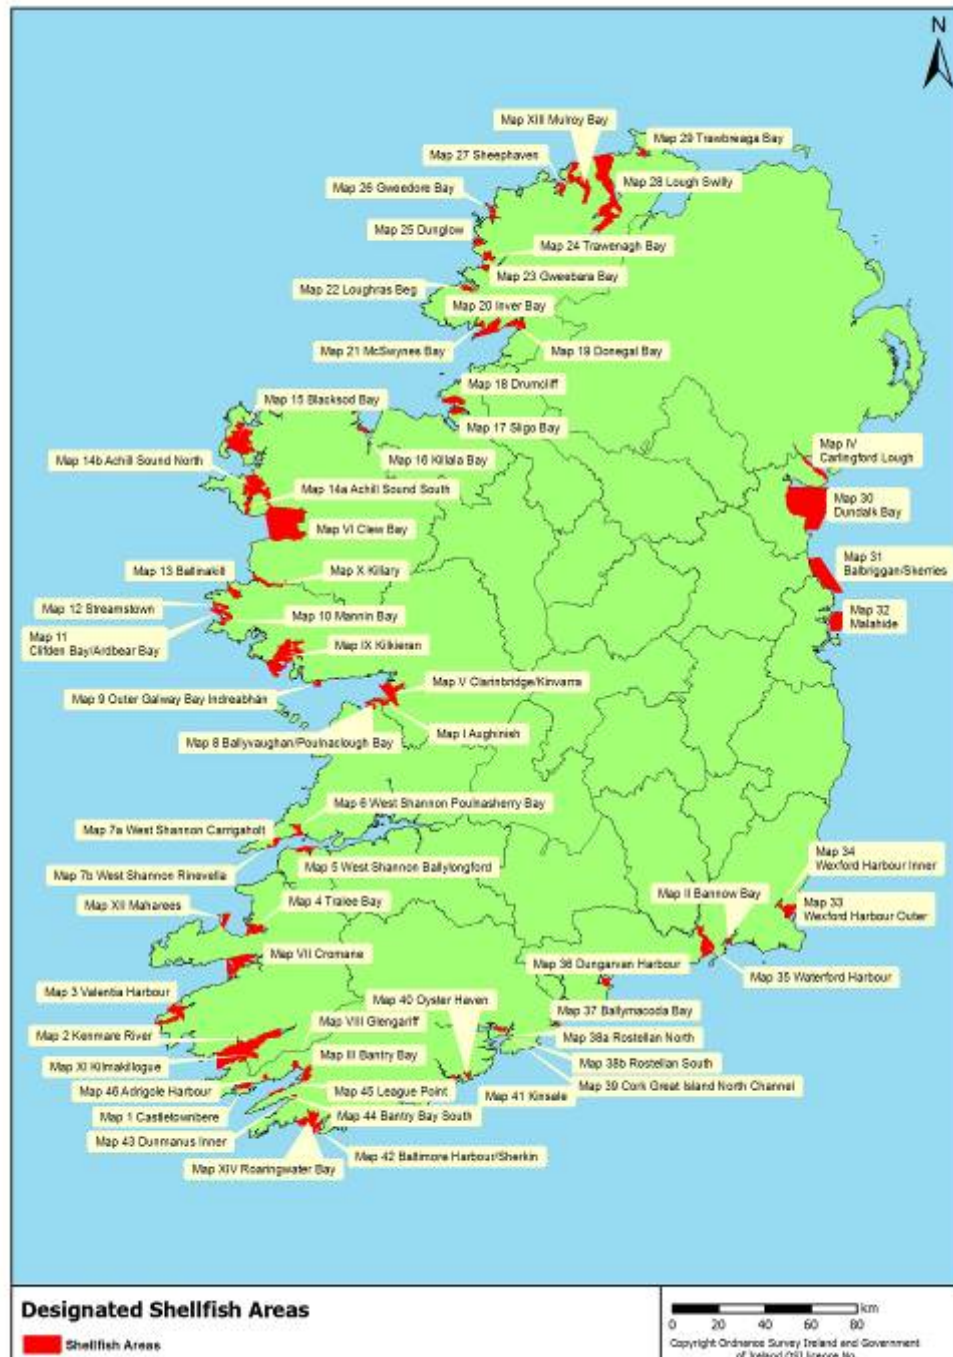 N
Map XIII Mulroy Bay
Map 29 Trawbreaga Bay
Map 27 Sheephaven
Map 28 Lough Swilly
Map 26 Gweedore Bay
Map 25 Dunglow
Map 24 Trawenagh Bay
Map 23 Gweebara Bay
Map 22 Loughras Beg
Map 20 Inver Bay
Map 21 McSwynes Bay
Map 19 Donegal Bay
Map 18 Drumcliff
Map 15 Blacksod Bay
Map 17 Sligo Bay
Map 16 Killala Bay
Map IV
Carlingford Lough
Map 14b Achill Sound North
Map 14a Achill Sound South
Map 30
Dundalk Bay
Map VI Clew Bay
Map 31
Balbriggan/Skerries
Map 13 Ballinakill
Map X Killary
Map 12 Streamstown
Map 10 Mannin Bay
Map 32
Malahide
Map 11
Clifden Bay/Ardbear Bay
Map IX Kilkieran
Map V Clarinbridge/Kinvarra
Map 9 Outer Galway Bay Indreabhán
Map I Aughinish
Map 8 Ballyvaughan/Poulnaclough Bay
Map 6 West Shannon Poulnasherry Bay
Map 7a West Shannon Carrigaholt
Map 5 West Shannon Ballylongford
Map 7b West Shannon Rinevella
Map 34
Wexford Harbour Inner
Map II Bannow Bay
Map 33
Wexford Harbour Outer
Map XII Maharees
Map 4 Tralee Bay
Map VII Cromane
Map 36 Dungarvan Harbour
Map 35 Waterford Harbour
Map 3 Valentia Harbour
Map 40 Oyster Haven
Map 37 Ballymacoda Bay
Map 2 Kenmare River
Map VIII Glengariff
Map 38a Rostellan North
Map XI Kilmakillogue
Map III Bantry Bay
Map 38b Rostellan South
Map 46 Adrigole Harbour
Map 45 League Point
Map 41 Kinsale
Map 39 Cork Great Island North Channel
Map 1 Castletownbere
Map 44 Bantry Bay South
Map 43 Dunmanus Inner
Map 42 Baltimore Harbour/Sherkin
Map XIV Roaringwater Bay
Designated Shellfish Areas
Shellfish Areas
km
0 20 40 60 80
Copyright Ordnance Survey Ireland and Government
of Ireland OSI licence No